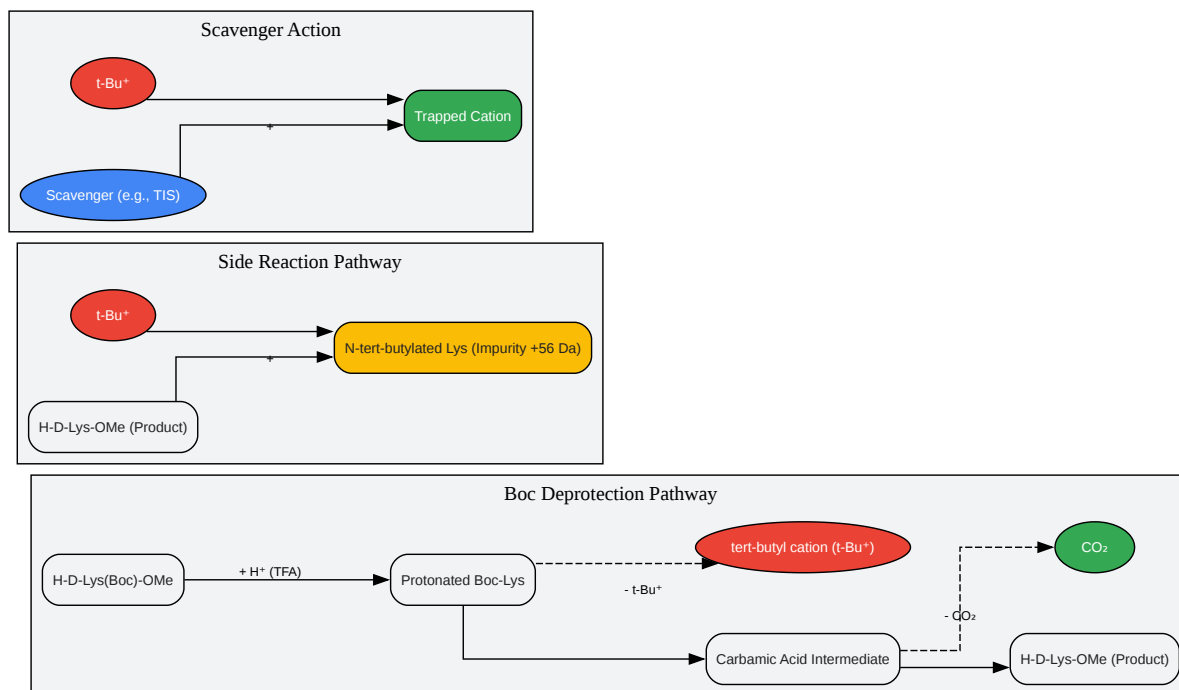 Scavenger Action
t-Bu⁺
Trapped Cation
+
Scavenger (e.g., TIS)
Side Reaction Pathway
t-Bu⁺
N-tert-butylated Lys (Impurity +56 Da)
+
H-D-Lys-OMe (Product)
Boc Deprotection Pathway
tert-butyl cation (t-Bu⁺)
CO₂
H-D-Lys(Boc)-OMe
+ H⁺ (TFA)
Protonated Boc-Lys
- t-Bu⁺
- CO₂
Carbamic Acid Intermediate
H-D-Lys-OMe (Product)